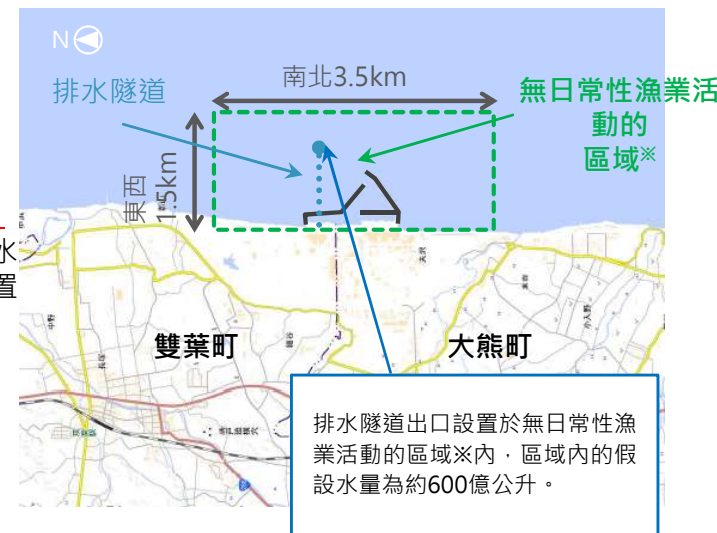 N
南北3.5km
排水隧道
無日常性漁業活
動的
區域※
東西
1.5km
水
置
雙葉町
大熊町
排水隧道出口設置於無日常性漁
業活動的區域※內，區域內的假
設水量為約600億公升。